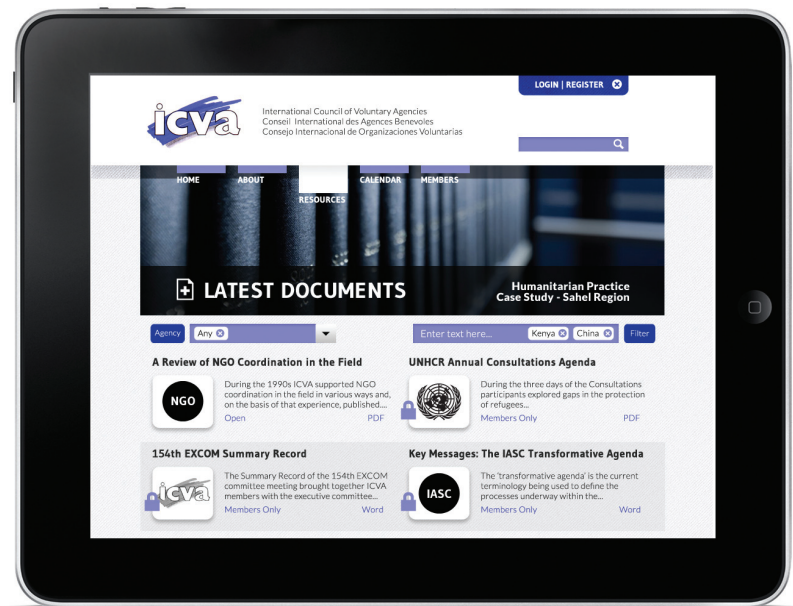 LOGIN | REGISTER
icva
International Council of Voluntary Agencies
Conseil International des Agences Benevoles
Consejo Internacional de Organizaciones Voluntarias
HOME
ABOUT
RESOURCES
CALENDAR
MEMBERS
LATEST DOCUMENTS
Humanitarian Practice
Case Study - Sahel Region
Agency
Any
Enter text here...
Kenya
China
Filter
A Review of NGO Coordination in the Field
NGO
During the 1990s ICVA supported NGO
coordination in the field in various ways and,
on the basis of that experience, published....
Open
PDF
UNHCR Annual Consultations Agenda
During the three days of the Consultations
participants explored gaps in the protection
of refugees...
Members Only
PDF
154th EXCOM Summary Record
icva
The Summary Record of the 154th EXCOM
committee meeting brought together ICVA
members with the executive committee...
Members Only
Word
Key Messages: The IASC Transformative Agenda
IASC
The 'transformative agenda' is the current
terminology being used to define the
processes underway within the...
Members Only
Word